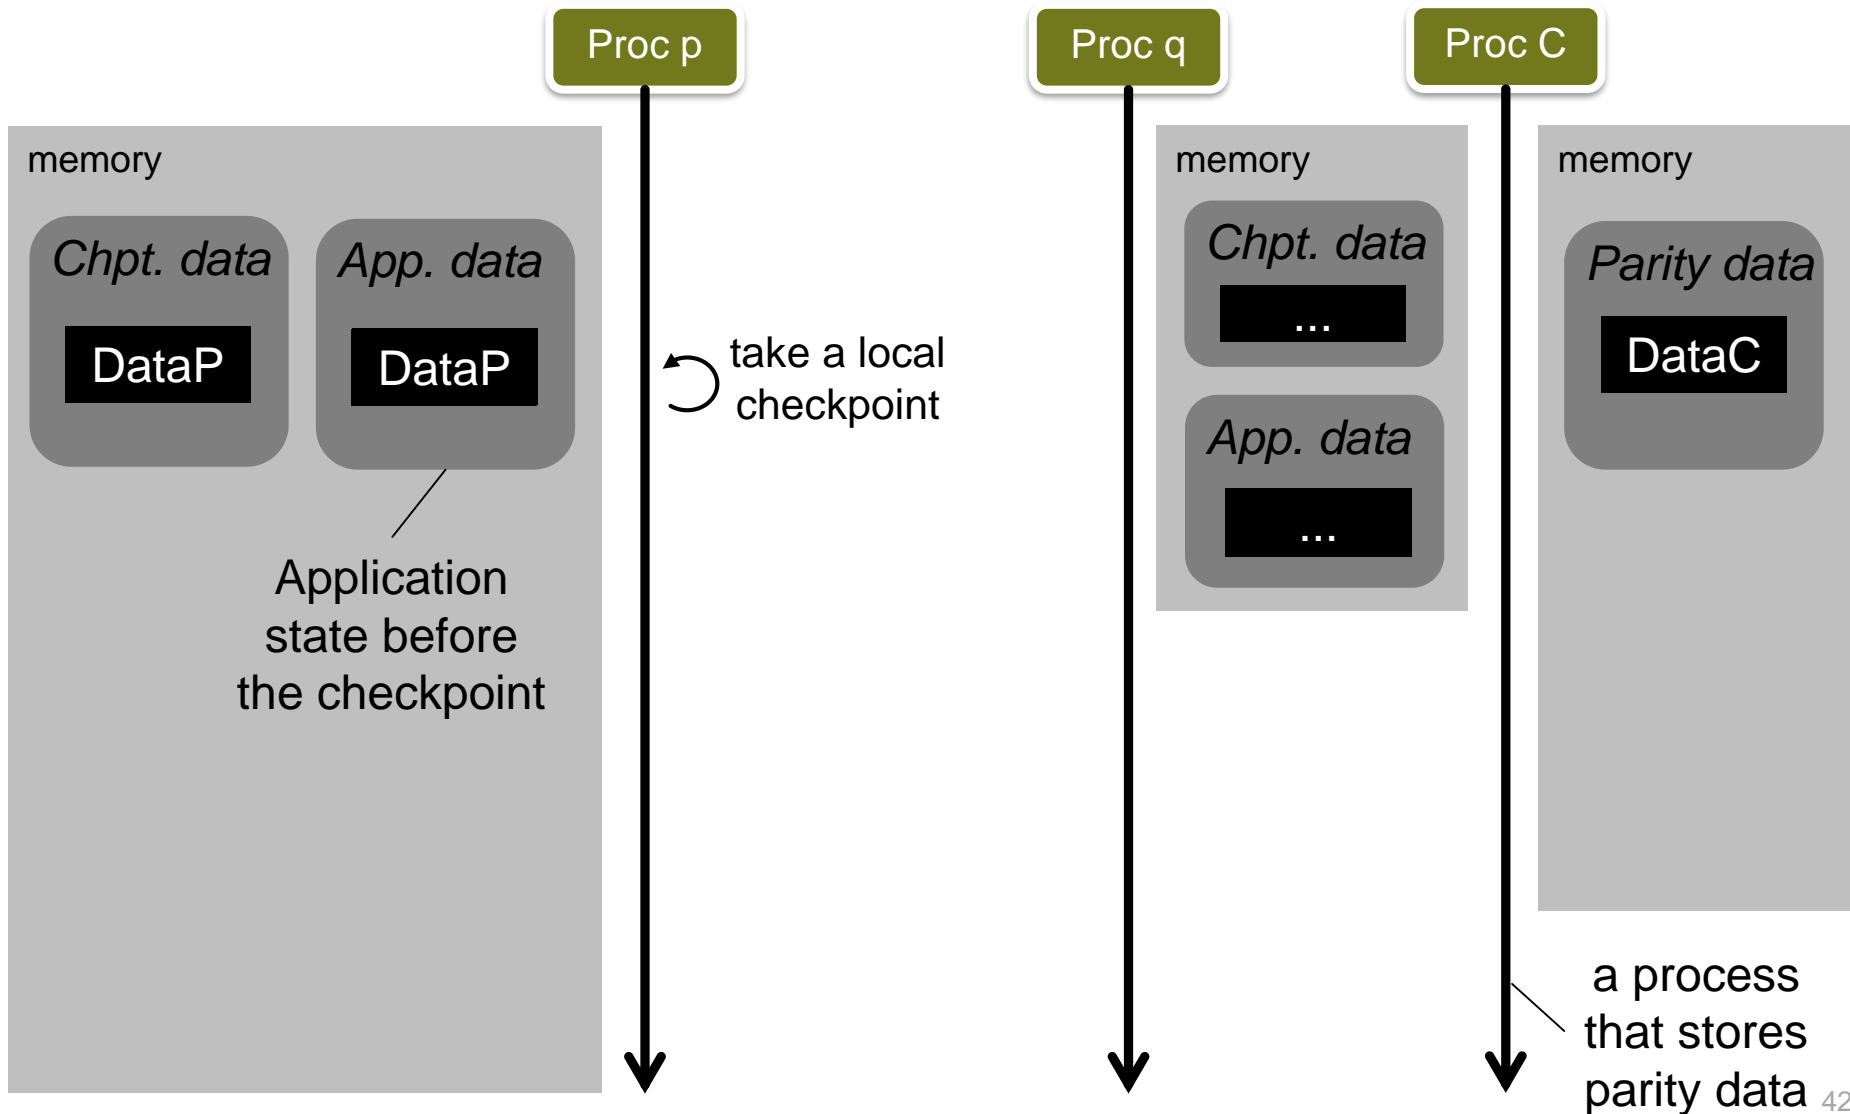 Proc p
Proc q
Proc C
memory
Chpt. data
DataP
App. data
DataP
Application
state before
the checkpoint
take a local
checkpoint
memory
Chpt. data
...
App. data
...
memory
Parity data
DataC
a process
that stores
parity data
42